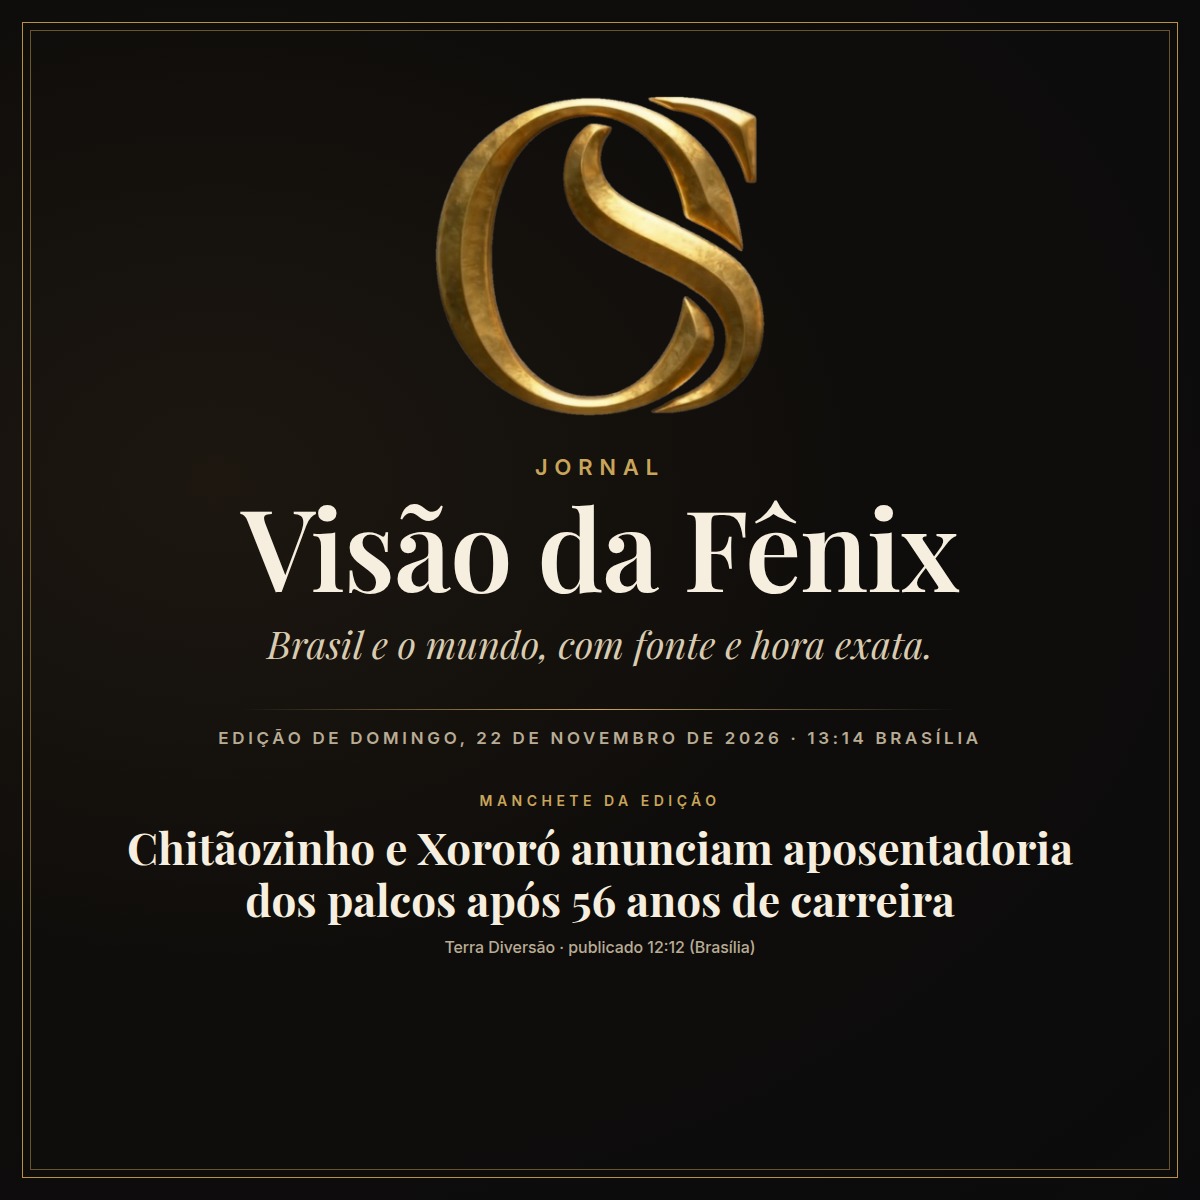 CS
JORNAL
Visão da Fênix
Brasil e o mundo, com fonte e hora exata.
EDIÇÃO DE DOMINGO, 22 DE NOVEMBRO DE 2026 · 13:14 BRASÍLIA
MANCHETE DA EDIÇÃO
Chitãozinho e Xororó anunciam aposentadoria
dos palcos após 56 anos de carreira
Terra Diversão · publicado 12:12 (Brasília)